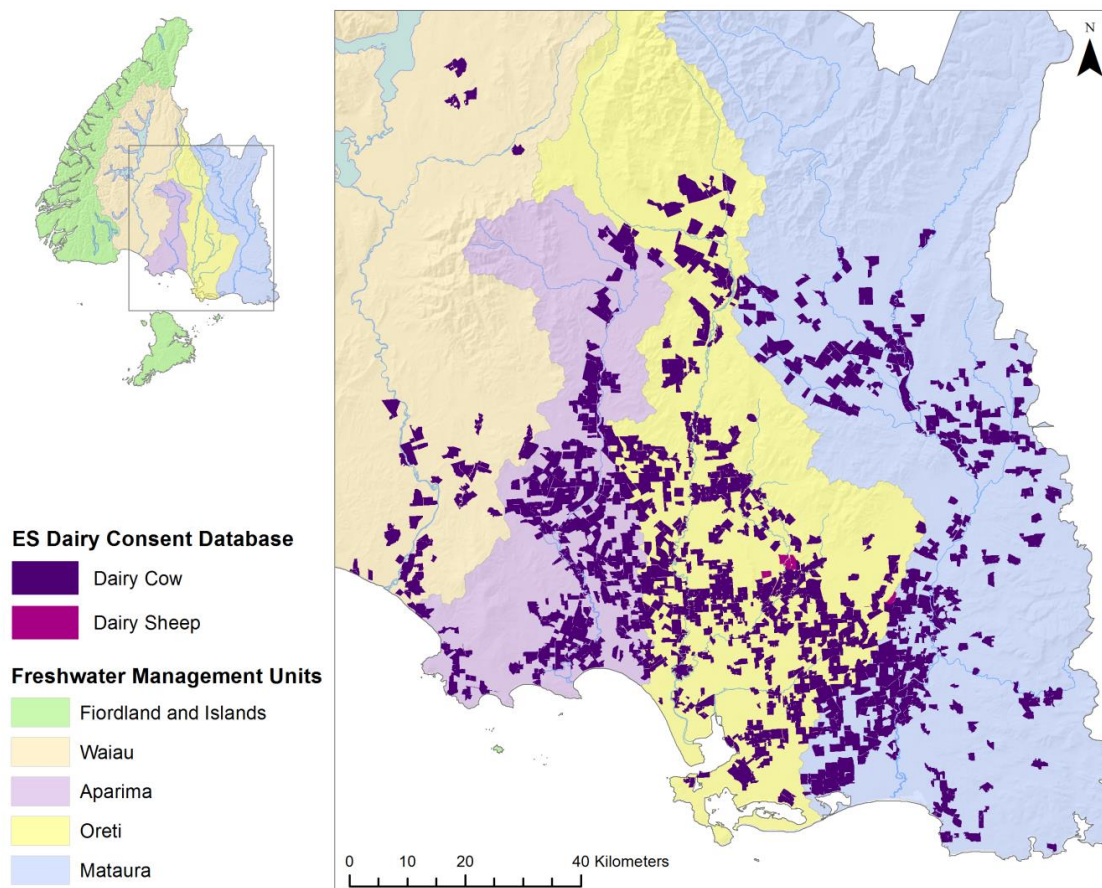 N
ES Dairy Consent Database
Dairy Cow
Dairy Sheep
Freshwater Management Units
Fiordland and Islands
Waiau
Aparima
Oreti
Mataura
0 10 20 40 Kilometers